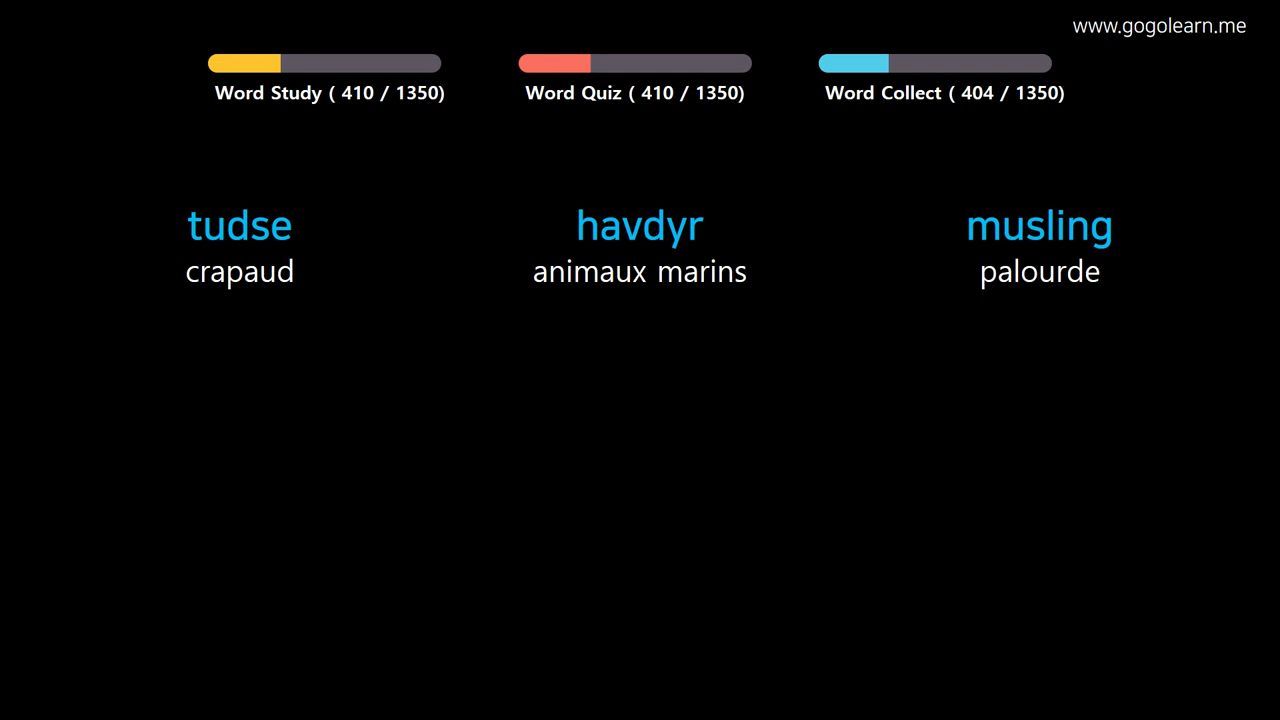 www.gogolearn.me
Word Study ( 410 / 1350)
Word Quiz ( 410 / 1350)
Word Collect ( 404 / 1350)
tudse
crapaud
havdyr
animaux marins
musling
palourde